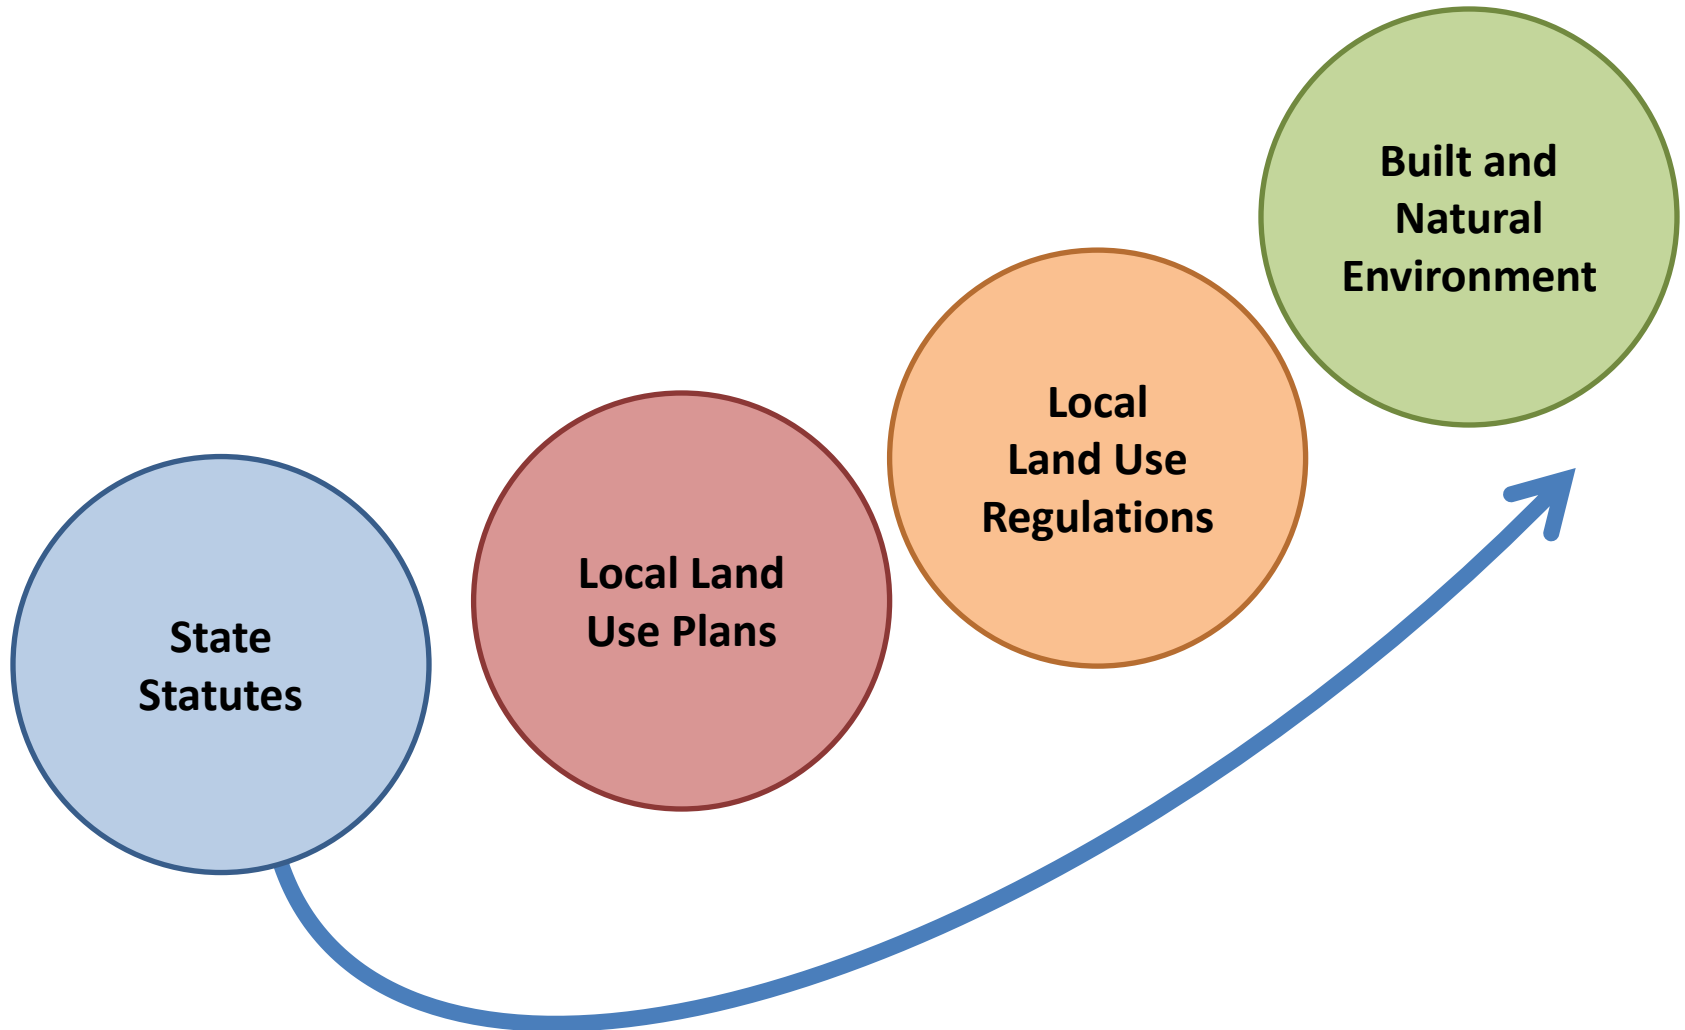 State
Statutes
Local Land
Use Plans
Local
Land Use
Regulations
Built and
Natural
Environment